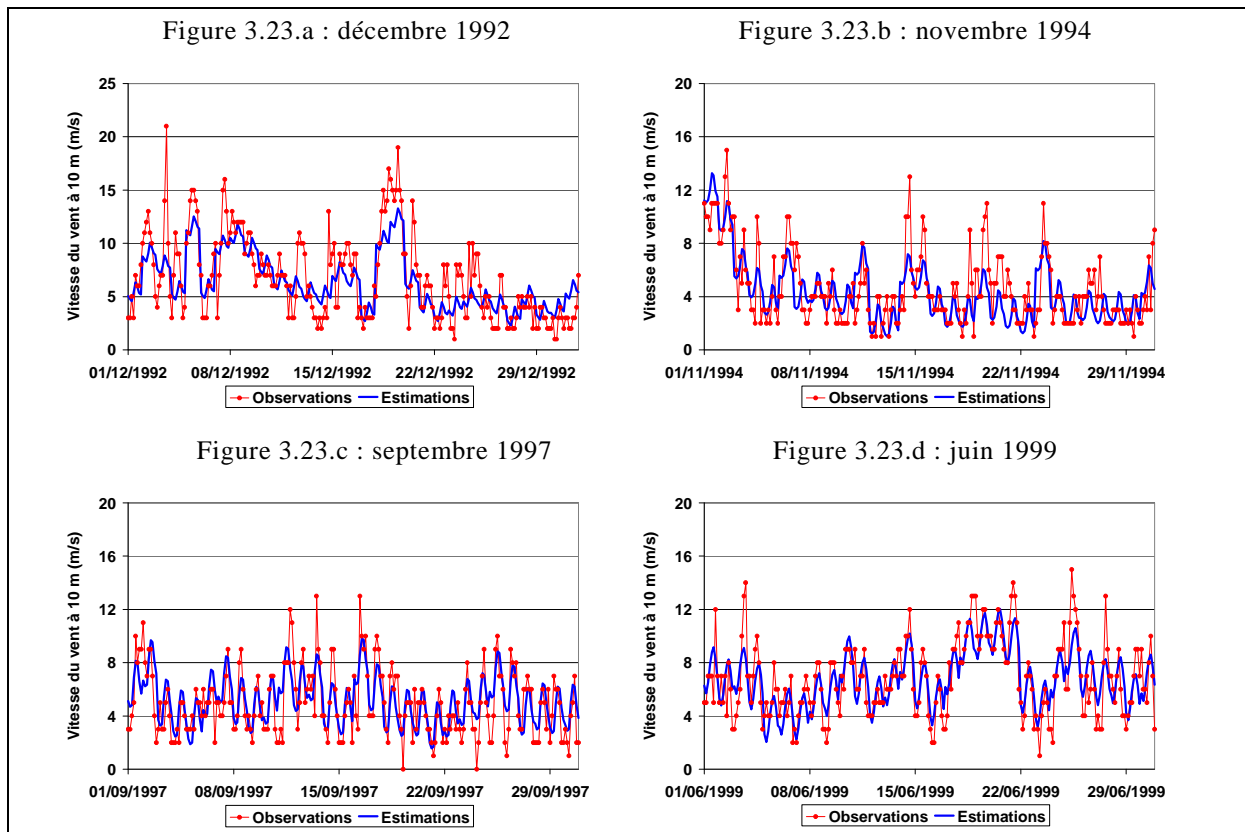 Figure 3.23.a : décembre 1992
Vitesse du vent à 10 m (m/s)
25
20
15
10
5
0
01/12/1992 08/12/1992 15/12/1992 22/12/1992 29/12/1992
Observations Estimations
Figure 3.23.b : novembre 1994
Vitesse du vent à 10 m (m/s)
20
16
12
8
4
0
01/11/1994 08/11/1994 15/11/1994 22/11/1994 29/11/1994
Observations Estimations
Figure 3.23.c : septembre 1997
Vitesse du vent à 10 m (m/s)
20
16
12
8
4
0
01/09/1997 08/09/1997 15/09/1997 22/09/1997 29/09/1997
Observations Estimations
Figure 3.23.d : juin 1999
Vitesse du vent à 10 m (m/s)
20
16
12
8
4
0
01/06/1999 08/06/1999 15/06/1999 22/06/1999 29/06/1999
Observations Estimations